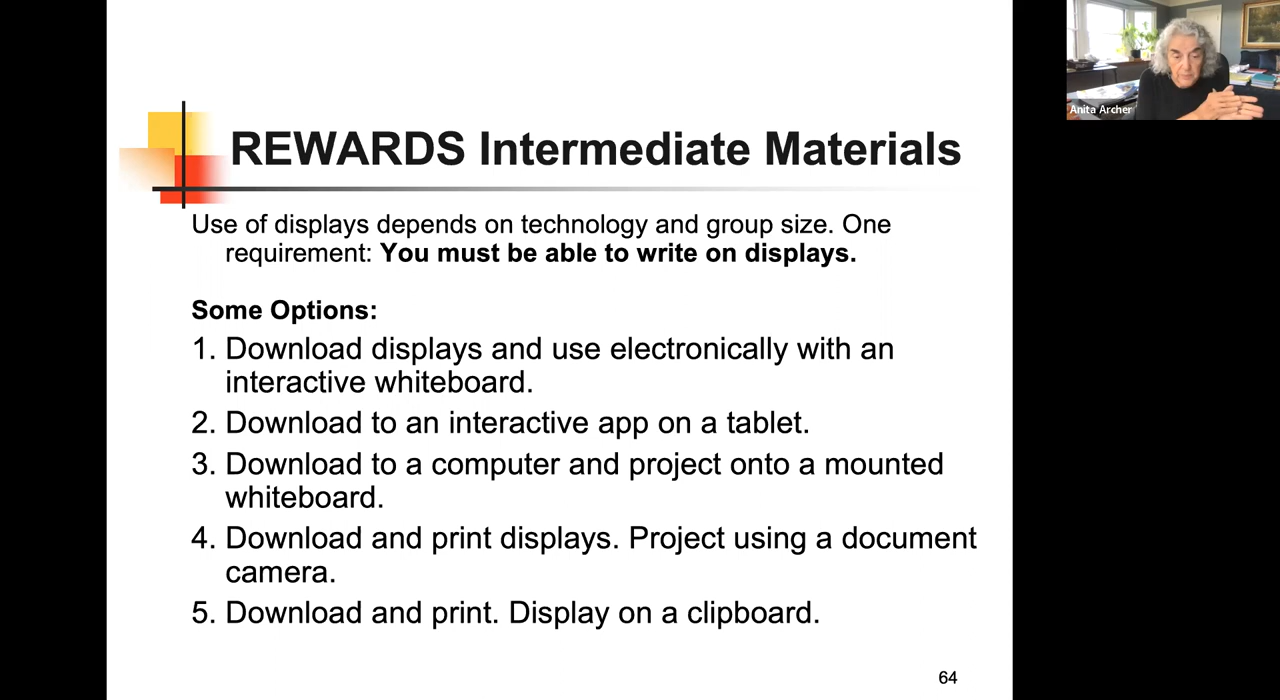 REWARDS Intermediate Materials
Use of displays depends on technology and group size. One
requirement: You must be able to write on displays.
Some Options:
1. Download displays and use electronically with an
interactive whiteboard.
2. Download to an interactive app on a tablet.
3. Download to a computer and project onto a mounted
whiteboard.
4. Download and print displays. Project using a document
camera.
5. Download and print. Display on a clipboard.
64
Anita Archer